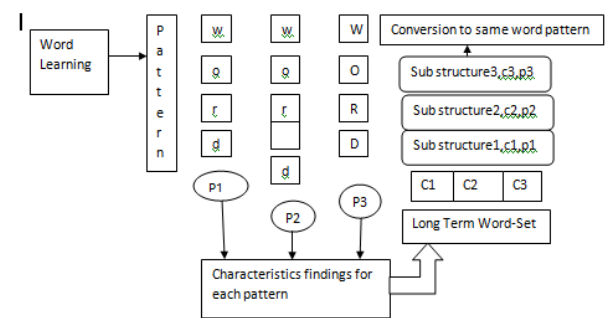 Word
Learning
P
a
t
t
e
r
n
w
o
r
d
w
o
r
d
W
O
R
D
P1
P2
P3
Characteristics findings for
each pattern
Conversion to same word pattern
Sub structure3,c3,p3
Sub structure2,c2,p2
Sub structure1,c1,p1
C1 C2 C3
Long Term Word-Set